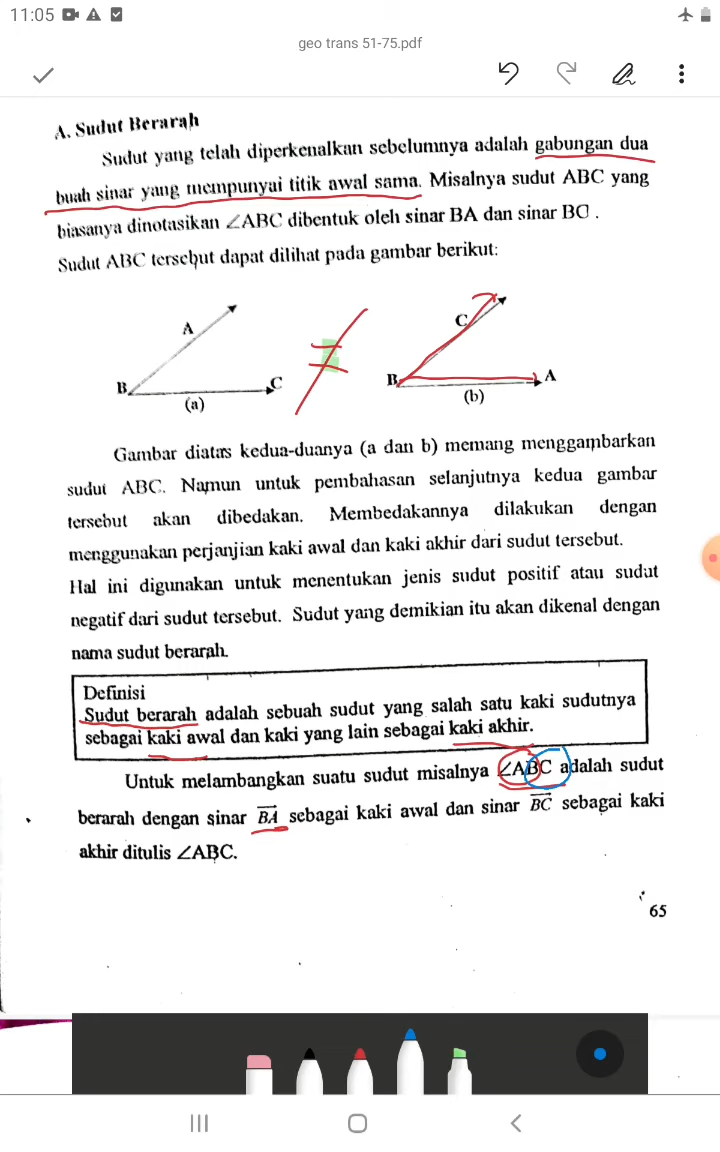 11:05
geo trans 51-75.pdf
A. Sudut Berarah
Sudut yang telah diperkenalkan sebelumnya adalah gabungan dua
buah sinar yang mempunyai titik awal sama. Misalnya sudut ABC yang
biasanya dinotasikan ∠ABC dibentuk oleh sinar BA dan sinar BC .
Sudut ABC tersebut dapat dilihat pada gambar berikut:
A
B
C
(a)
≠
C
B
A
(b)
Gambar diatas kedua-duanya (a dan b) memang menggambarkan
sudut ABC. Namun untuk pembahasan selanjutnya kedua gambar
tersebut akan dibedakan. Membedakannya dilakukan dengan
menggunakan perjanjian kaki awal dan kaki akhir dari sudut tersebut.
Hal ini digunakan untuk menentukan jenis sudut positif atau sudut
negatif dari sudut tersebut. Sudut yang demikian itu akan dikenal dengan
nama sudut berarah.
Definisi
Sudut berarah adalah sebuah sudut yang salah satu kaki sudutnya
sebagai kaki awal dan kaki yang lain sebagai kaki akhir.
Untuk melambangkan suatu sudut misalnya ∠ABC adalah sudut
berarah dengan sinar B͞A⃗ sebagai kaki awal dan sinar B͞C⃗ sebagai kaki
akhir ditulis ∠ABC.
65